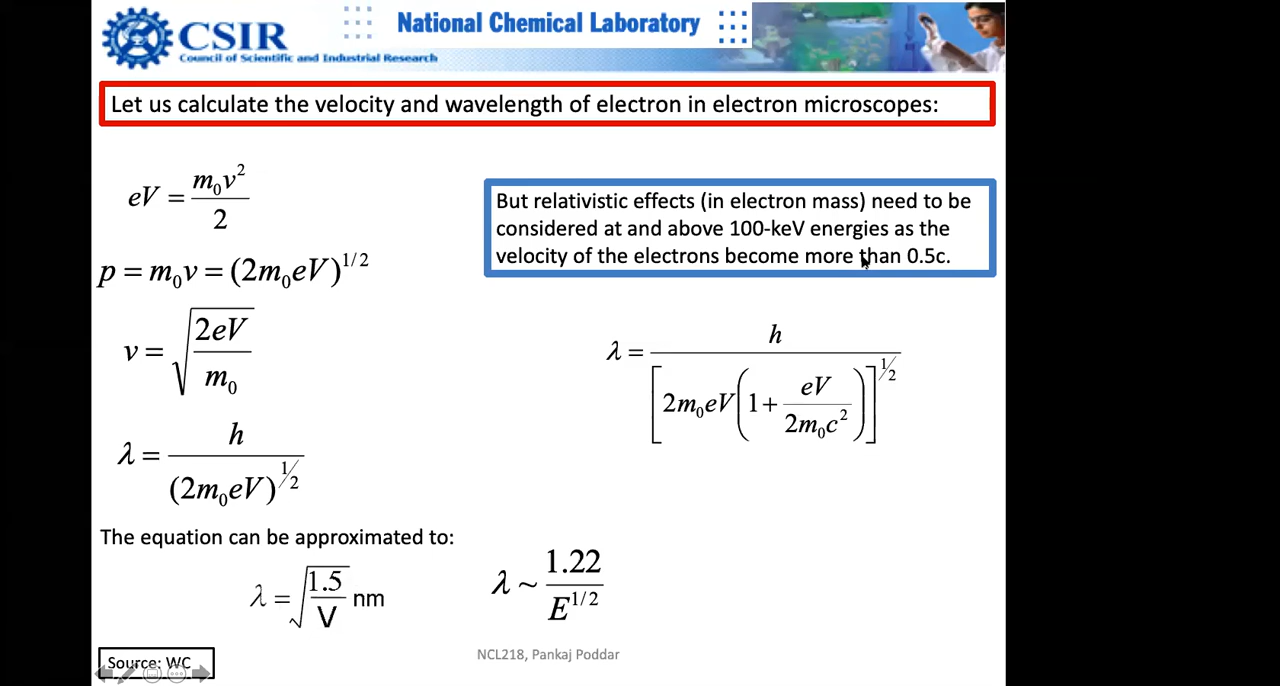 CSIR
Council of Scientific and Industrial Research
National Chemical Laboratory
Let us calculate the velocity and wavelength of electron in electron microscopes:
eV = m₀v²/2
p = m₀v = (2m₀eV)^1/2
v = √(2eV/m₀)
λ = h/(2m₀eV)^1/2
But relativistic effects (in electron mass) need to be
considered at and above 100-keV energies as the
velocity of the electrons become more than 0.5c.
λ = h/[2m₀eV(1+eV/2m₀c²)]^1/2
The equation can be approximated to:
λ = √(1.5/V) nm
λ ~ 1.22/E^1/2
Source: WC
NCL218, Pankaj Poddar